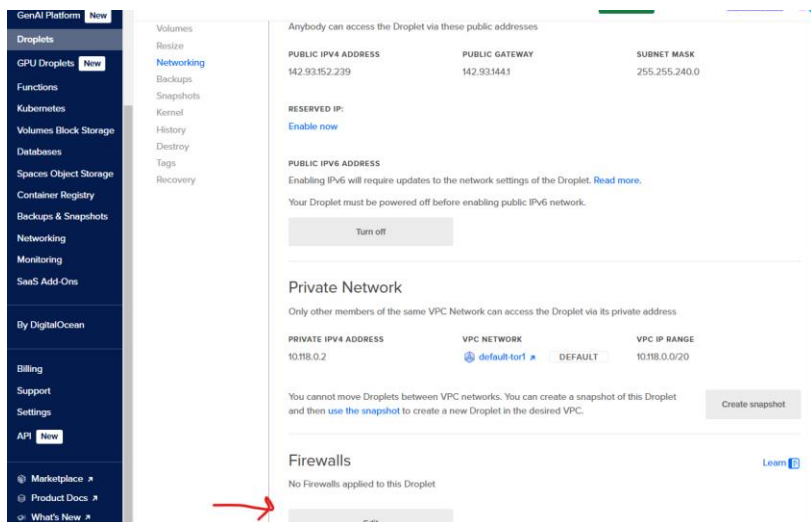 GenAI Platform New
Droplets
GPU Droplets New
Functions
Kubernetes
Volumes Block Storage
Databases
Spaces Object Storage
Container Registry
Backups & Snapshots
Networking
Monitoring
SaaS Add-Ons
By DigitalOcean
Billing
Support
Settings
API New
Marketplace ↗
Product Docs ↗
What's New ↗
Volumes
Resize
Networking
Backups
Snapshots
Kernel
History
Destroy
Tags
Recovery
Anybody can access the Droplet via these public addresses
PUBLIC IPV4 ADDRESS PUBLIC GATEWAY SUBNET MASK
142.93.152.239 142.93.144.1 255.255.240.0
RESERVED IP:
Enable now
PUBLIC IPV6 ADDRESS
Enabling IPv6 will require updates to the network settings of the Droplet. Read more.
Your Droplet must be powered off before enabling public IPv6 network.
Turn off
Private Network
Only other members of the same VPC Network can access the Droplet via its private address
PRIVATE IPV4 ADDRESS VPC NETWORK VPC IP RANGE
10.118.0.2 default-tor1 ↗ DEFAULT 10.118.0.0/20
You cannot move Droplets between VPC networks. You can create a snapshot of this Droplet
and then use the snapshot to create a new Droplet in the desired VPC.
Create snapshot
Firewalls
Learn
No Firewalls applied to this Droplet
Edit